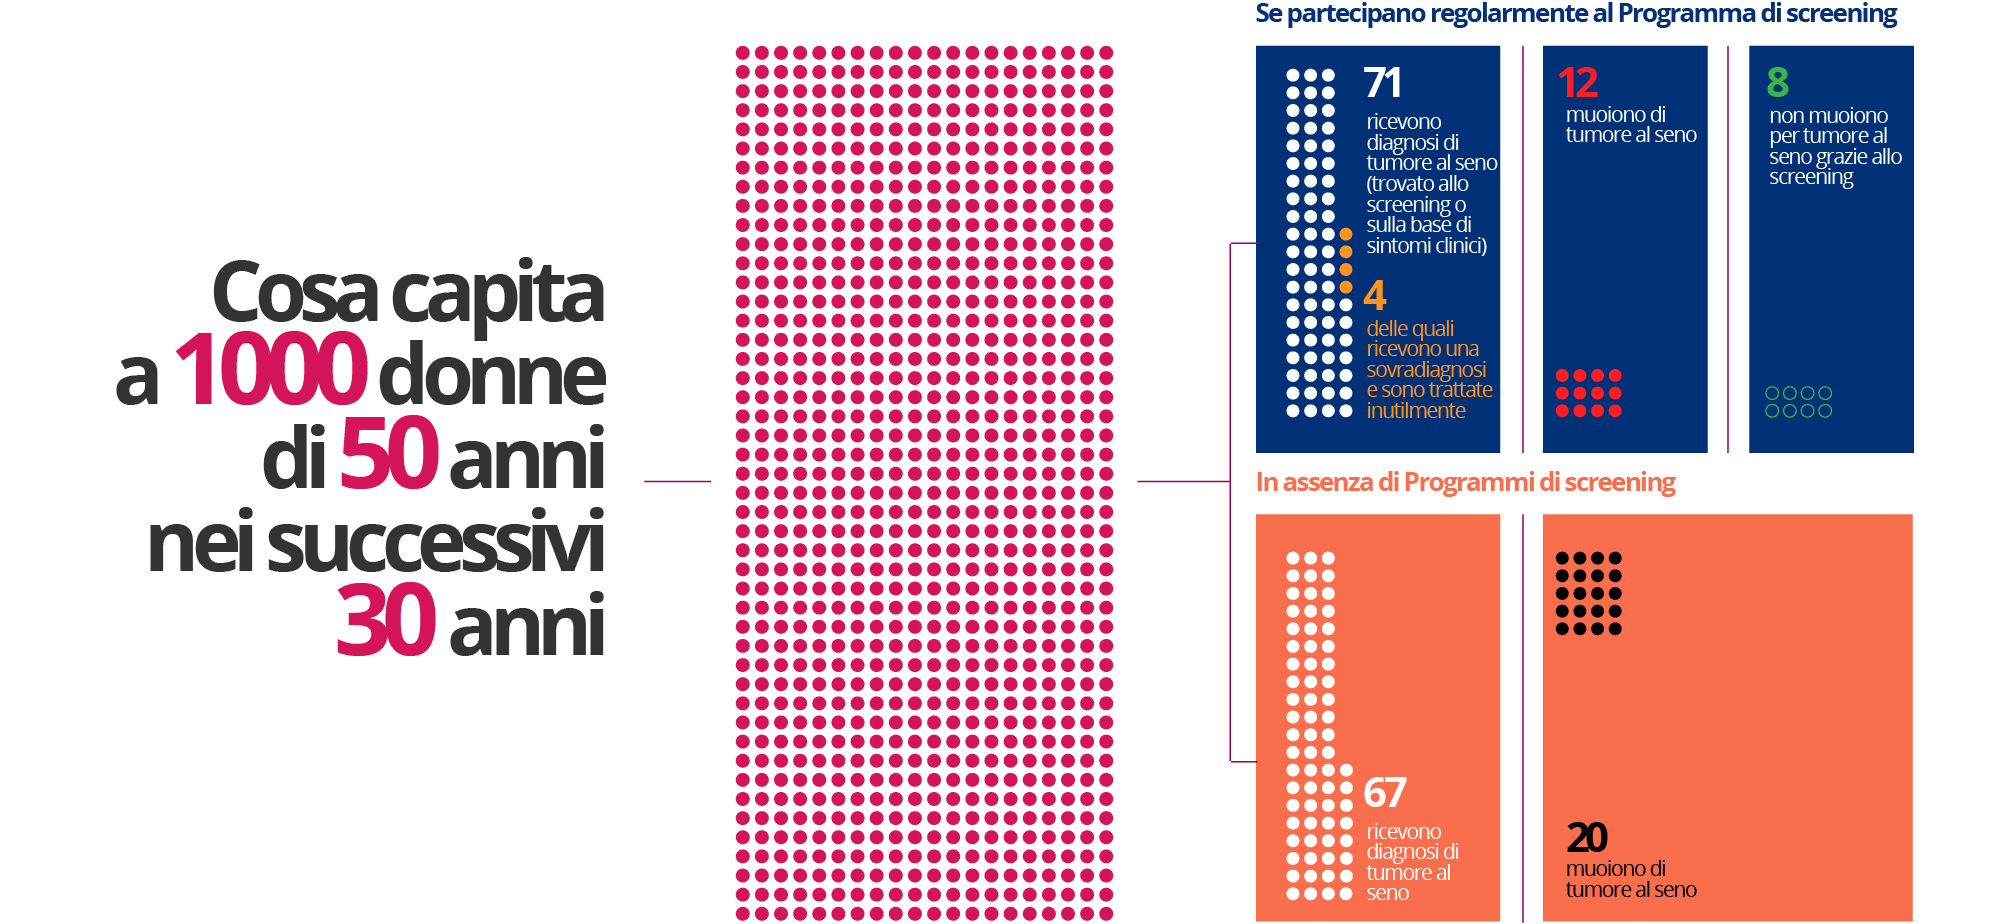 Cosa capita
a 1000 donne
di 50 anni
nei successivi
30 anni
Se partecipano regolarmente al Programma di screening
71
ricevono
diagnosi di
tumore al seno
(trovato allo
screening o
sulla base di
sintomi clinici)
4
delle quali
ricevono una
sovradiagnosi
e sono trattate
inutilmente
12
muoiono di
tumore al seno
8
non muoiono
per tumore al
seno grazie allo
screening
In assenza di Programmi di screening
67
ricevono
diagnosi di
tumore al
seno
20
muoiono di
tumore al seno